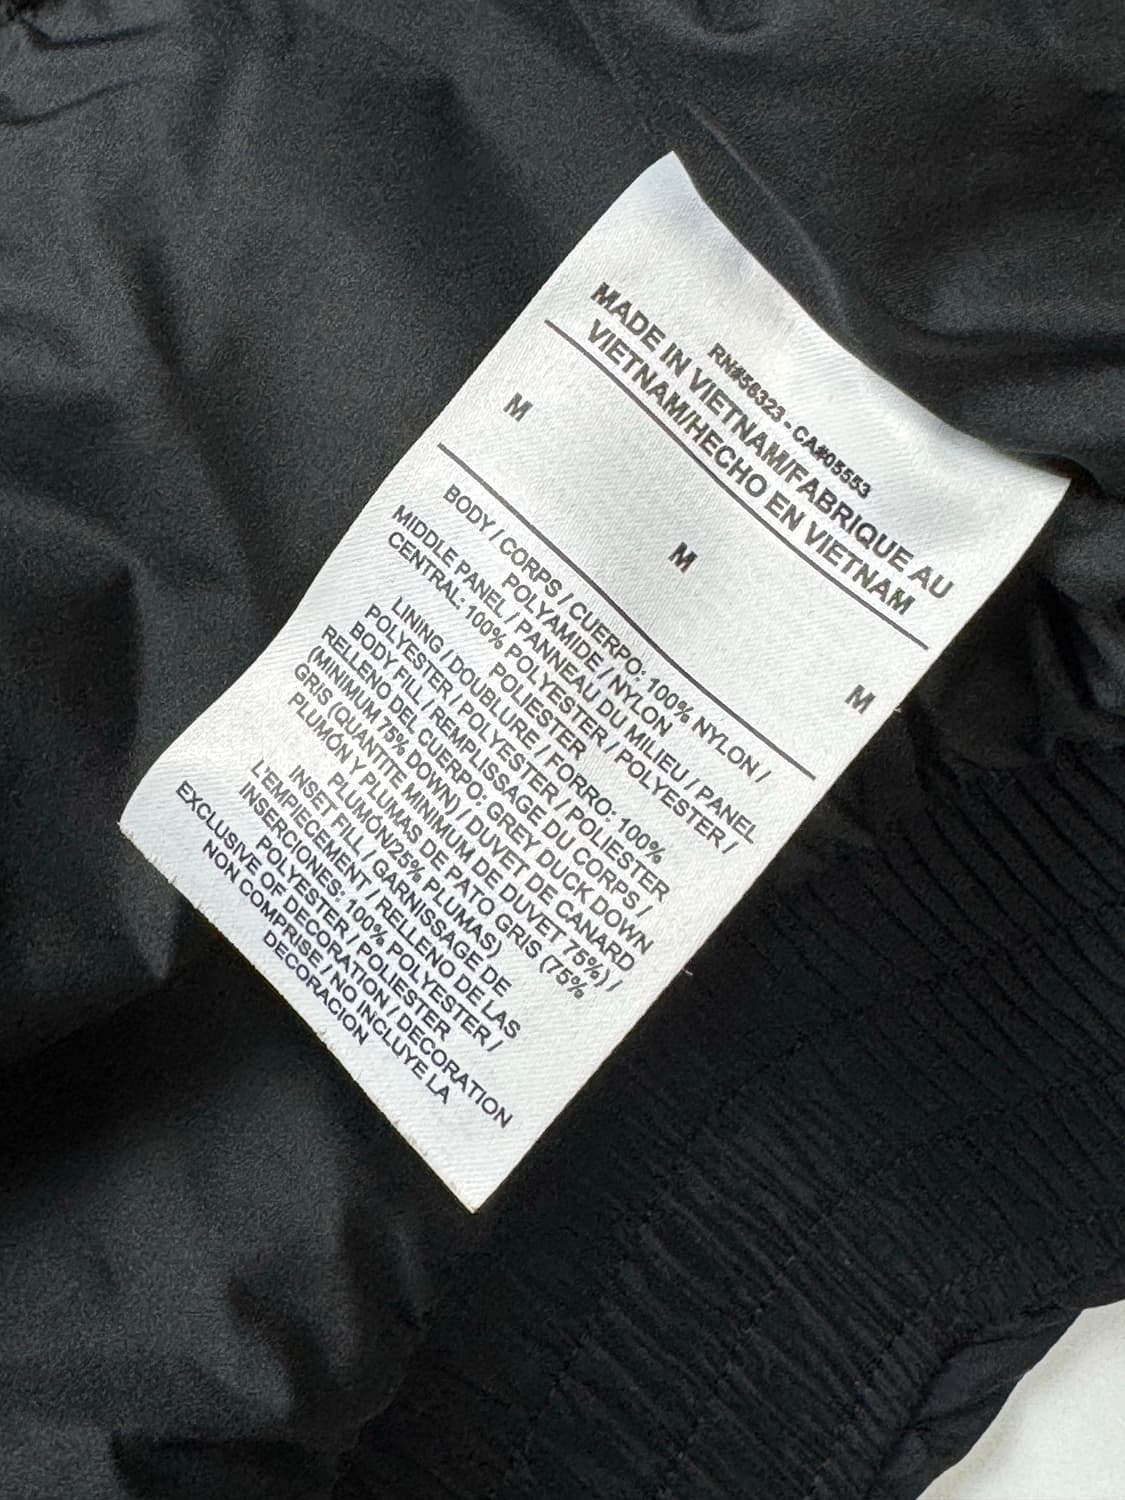 RN#56323 - CA#05553
MADE IN VIETNAM/FABRIQUE AU
VIETNAM/HECHO EN VIETNAM
M
M
M
BODY / CORPS / CUERPO: 100% NYLON /
POLYAMIDE / NYLON
MIDDLE PANEL / PANNEAU DU MILIEU / PANEL
CENTRAL: 100% POLYESTER / POLYESTER /
POLIESTER
LINING / DOUBLURE / FORRO: 100%
POLYESTER / POLYESTER / POLIESTER
BODY FILL / REMPLISSAGE DU CORPS /
RELLENO DEL CUERPO: GREY DUCK DOWN
(MINIMUM 75% DOWN) / DUVET DE CANARD
GRIS (QUANTITE MINIMUM DE DUVET 75%) /
PLUMÓN Y PLUMAS DE PATO GRIS (75%
PLUMÓN/25% PLUMAS)
INSET FILL / GARNISSAGE DE
L'EMPIECEMENT / RELLENO DE LAS
INSERCIONES: 100% POLYESTER /
POLYESTER / POLIESTER
EXCLUSIVE OF DECORATION / DECORATION
NON COMPRISE / NO INCLUYE LA
DECORACION